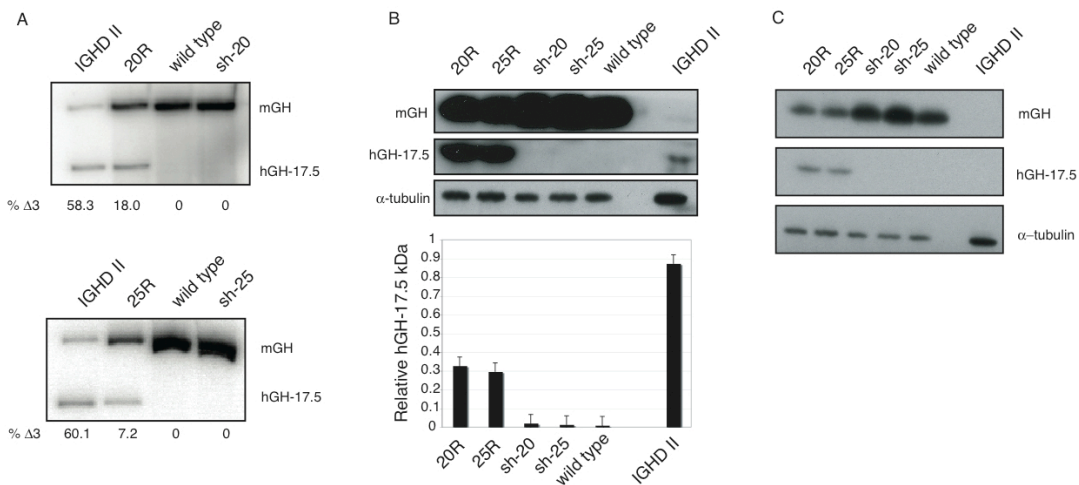 A
IGHD II 20R wild type sh-20
mGH
hGH-17.5
% Δ3 58.3 18.0 0 0
IGHD II 25R wild type sh-25
mGH
hGH-17.5
% Δ3 60.1 7.2 0 0
B
20R 25R sh-20 sh-25 wild type IGHD II
mGH
hGH-17.5
α-tubulin
Relative hGH-17.5 kDa
1
0.9
0.8
0.7
0.6
0.5
0.4
0.3
0.2
0.1
0
20R 25R sh-20 sh-25 wild type IGHD II
C
20R 25R sh-20 sh-25 wild type IGHD II
mGH
hGH-17.5
α–tubulin